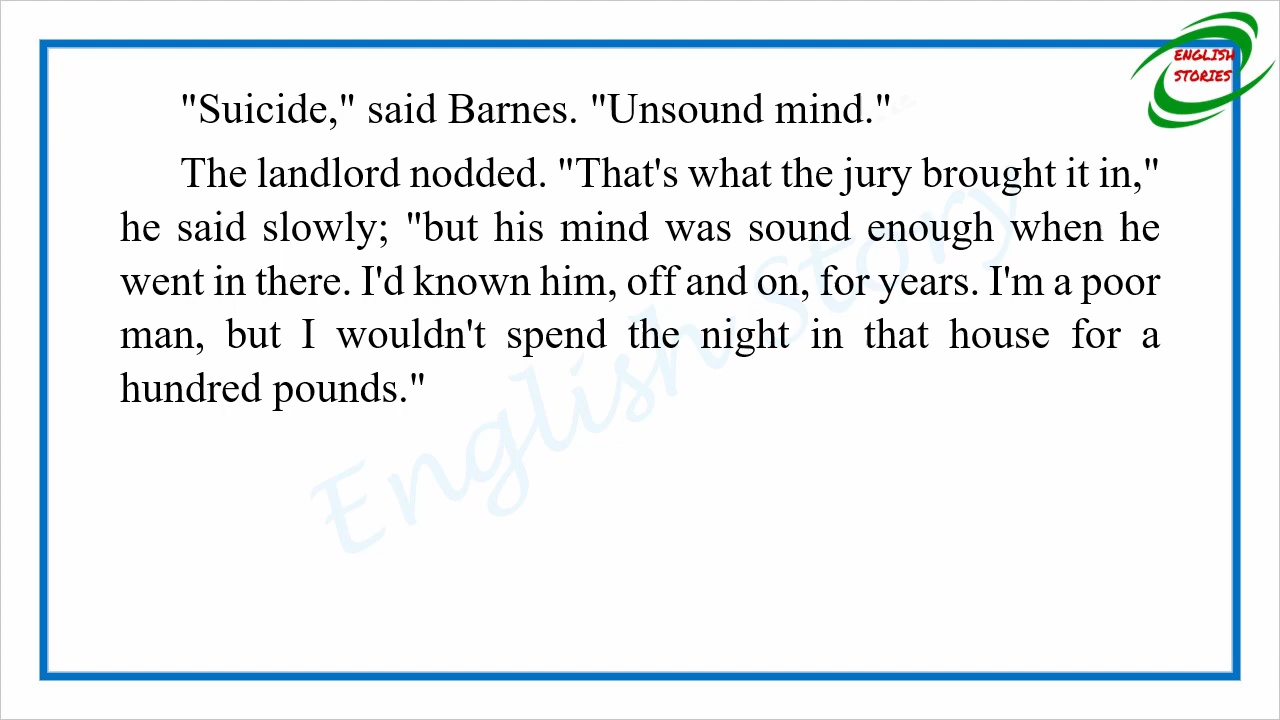 ENGLISH
STORIES
"Suicide," said Barnes. "Unsound mind."
The landlord nodded. "That's what the jury brought it in,"
he said slowly; "but his mind was sound enough when he
went in there. I'd known him, off and on, for years. I'm a poor
man, but I wouldn't spend the night in that house for a
hundred pounds."
English Story